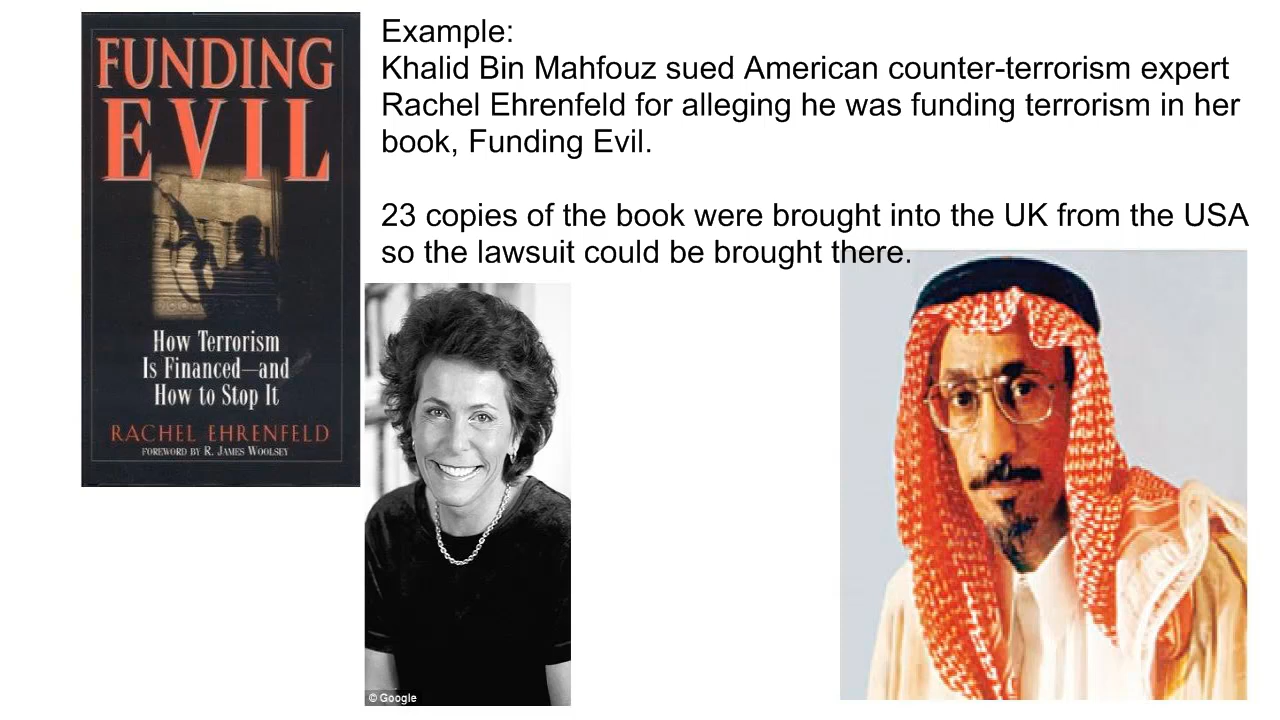 FUNDING
EVIL
How Terrorism
Is Financed—and
How to Stop It
RACHEL EHRENFELD
FOREWORD BY R. JAMES WOOLSEY
Example:
Khalid Bin Mahfouz sued American counter-terrorism expert
Rachel Ehrenfeld for alleging he was funding terrorism in her
book, Funding Evil.
23 copies of the book were brought into the UK from the USA
so the lawsuit could be brought there.
© Google